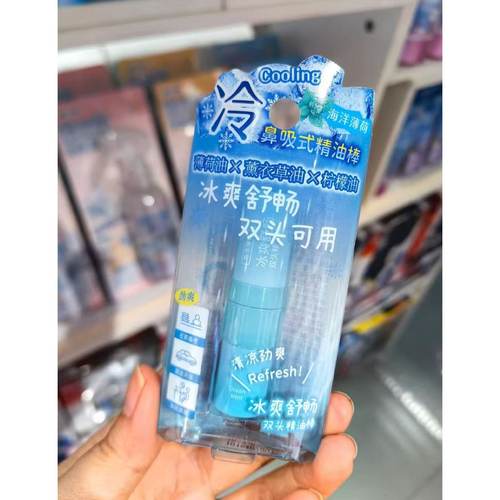 Cooling
冷
海洋薄荷
鼻吸式精油棒
薄荷油×薰衣草油×柠檬油
冰爽舒畅
双头可用
劲爽
清凉劲爽
Refresh!
冰爽舒畅
双头精油棒